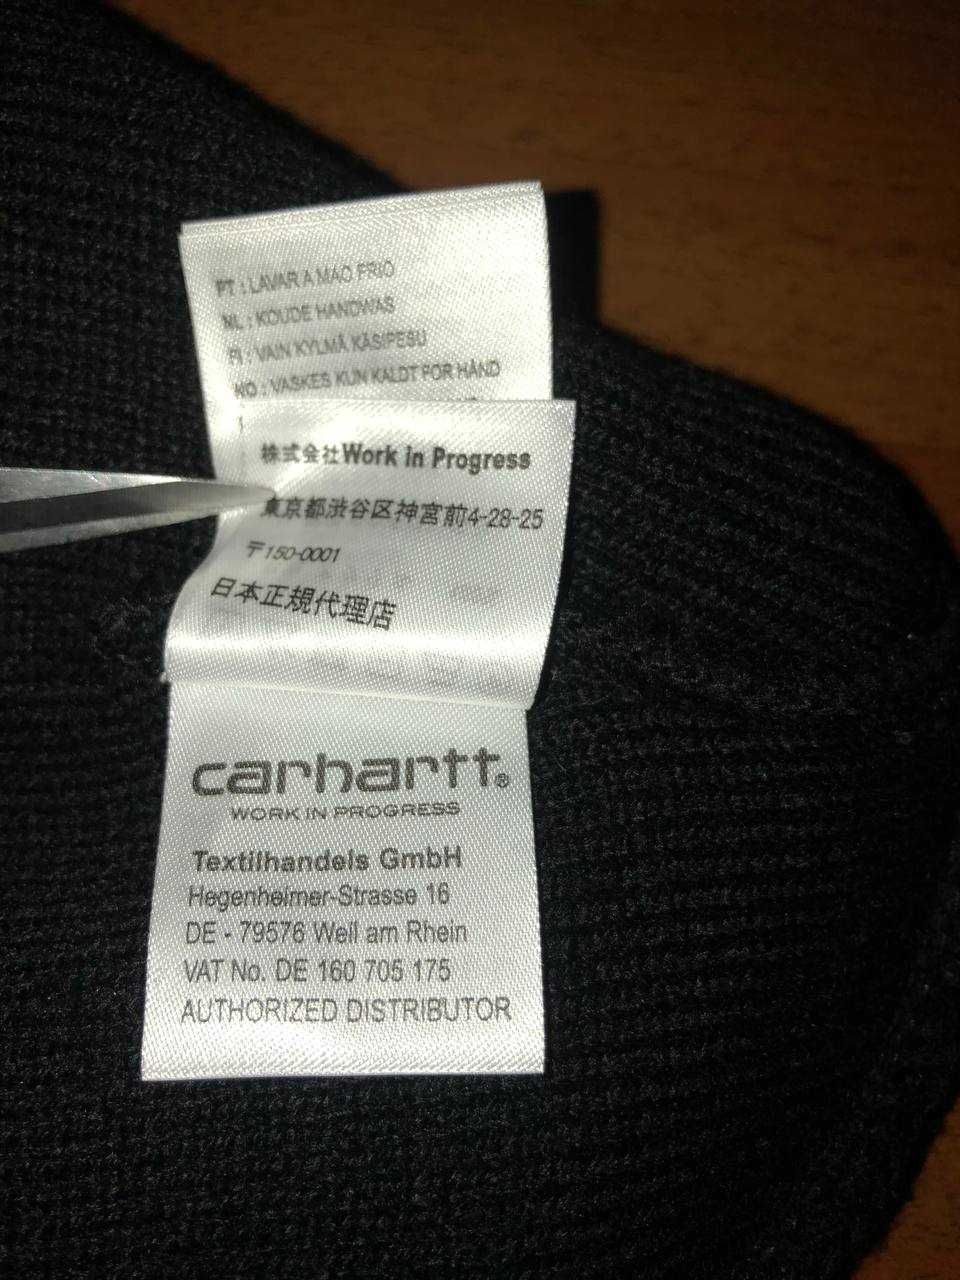 PT : LAVAR A MAO FRIO
NL : KOUDE HANDWAS
FI : VAIN KYLMÄ KÄSIPESU
NO : VASKES KUN KALDT FOR HÅND
株式会社Work in Progress
東京都渋谷区神宮前4-28-25
〒150-0001
日本正規代理店
carhartt®
WORK IN PROGRESS
Textilhandels GmbH
Hegenheimer-Strasse 16
DE - 79576 Weil am Rhein
VAT No. DE 160 705 175
AUTHORIZED DISTRIBUTOR